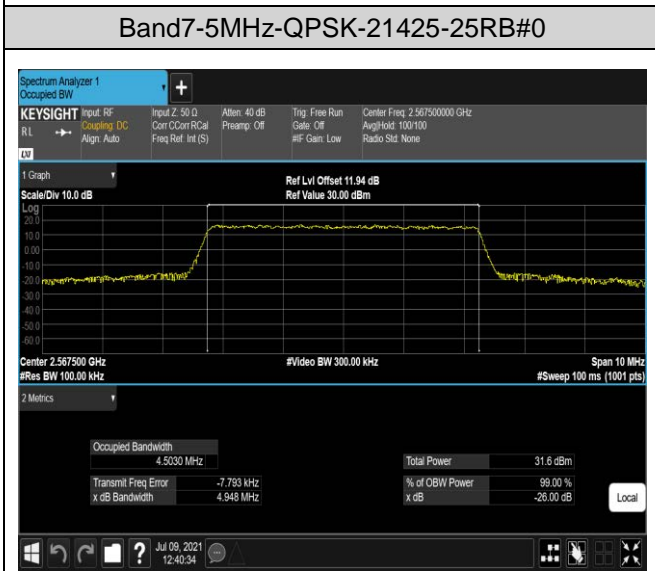 Band7-5MHz-QPSK-21425-25RB#0
Spectrum Analyzer 1
Occupied BW
+
KEYSIGHT
RL
LXI
Input: RF
Coupling: DC
Align: Auto
Input Z: 50 Ω
Corr CCorr RCal
Freq Ref: Int (S)
Atten: 40 dB
Preamp: Off
Trig: Free Run
Gate: Off
#IF Gain: Low
Center Freq: 2.567500000 GHz
Avg|Hold: 100/100
Radio Std: None
1 Graph
Scale/Div 10.0 dB
Ref Lvl Offset 11.94 dB
Ref Value 30.00 dBm
Log
20.0
10.0
0.00
-10.0
-20.0
-30.0
-40.0
-50.0
-60.0
Center 2.567500 GHz
#Res BW 100.00 kHz
#Video BW 300.00 kHz
Span 10 MHz
#Sweep 100 ms (1001 pts)
2 Metrics
Occupied Bandwidth
4.5030 MHz
Transmit Freq Error -7.793 kHz
x dB Bandwidth 4.948 MHz
Total Power 31.6 dBm
% of OBW Power 99.00 %
x dB -26.00 dB
Local
?
Jul 09, 2021
12:40:34